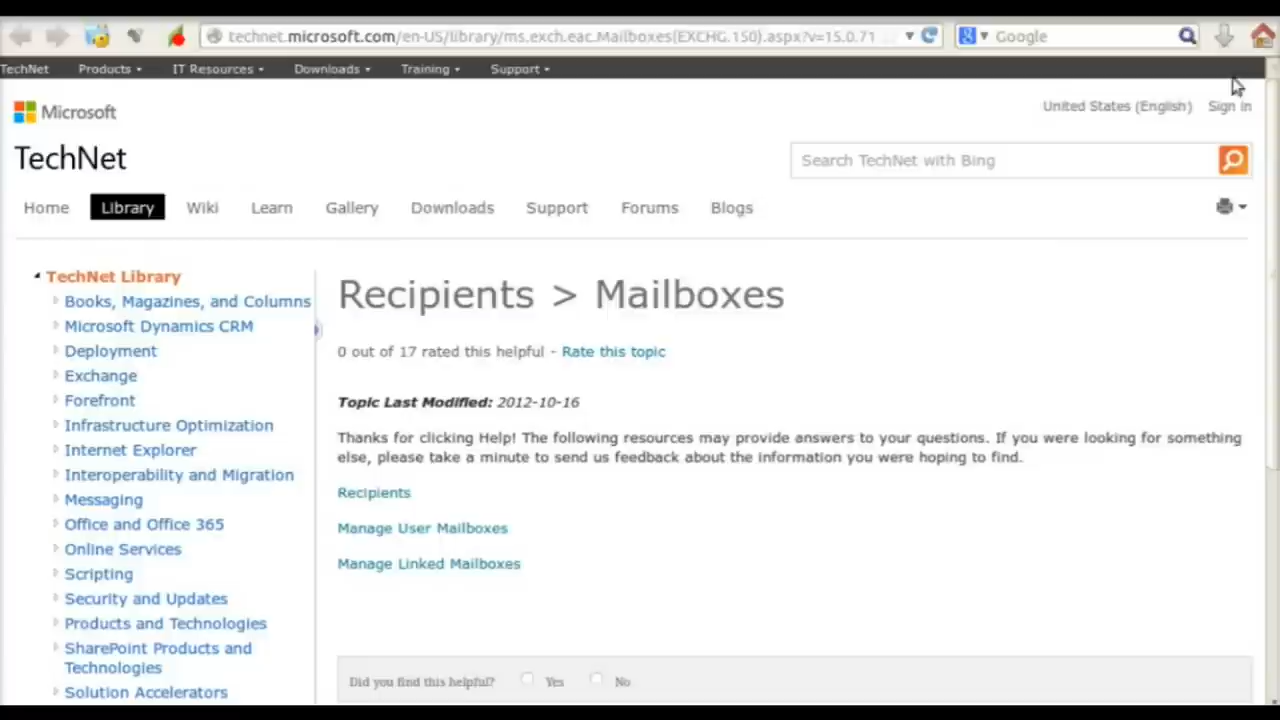 technet.microsoft.com/en-US/library/ms.excheac.Mailboxes(EXCHG.150).aspx?v=15.0.71
Google
TechNet Products IT Resources Downloads Training Support
Microsoft
United States (English) Sign in
TechNet
Search TechNet with Bing
Home Library Wiki Learn Gallery Downloads Support Forums Blogs
TechNet Library
Books, Magazines, and Columns
Microsoft Dynamics CRM
Deployment
Exchange
Forefront
Infrastructure Optimization
Internet Explorer
Interoperability and Migration
Messaging
Office and Office 365
Online Services
Scripting
Security and Updates
Products and Technologies
SharePoint Products and
Technologies
Solution Accelerators
Recipients > Mailboxes
0 out of 17 rated this helpful - Rate this topic
Topic Last Modified: 2012-10-16
Thanks for clicking Help! The following resources may provide answers to your questions. If you were looking for something
else, please take a minute to send us feedback about the information you were hoping to find.
Recipients
Manage User Mailboxes
Manage Linked Mailboxes
Did you find this helpful? Yes No